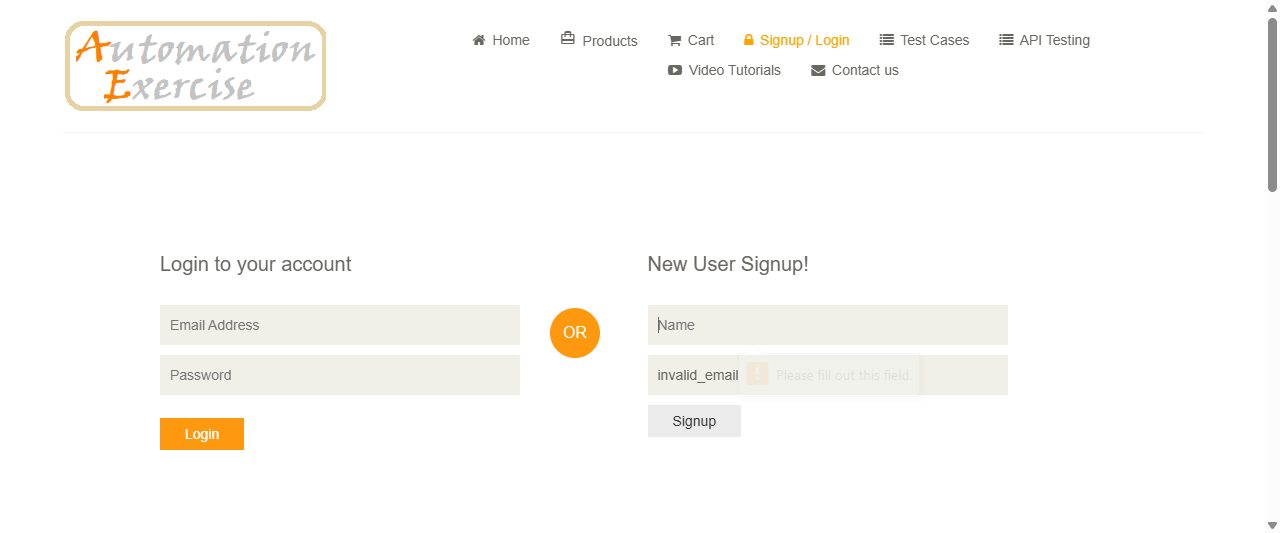 Automation
Exercise
Home Products Cart Signup / Login Test Cases API Testing
Video Tutorials Contact us
Login to your account
Email Address
Password
Login
OR
New User Signup!
Name
invalid_email
! Please fill out this field.
Signup